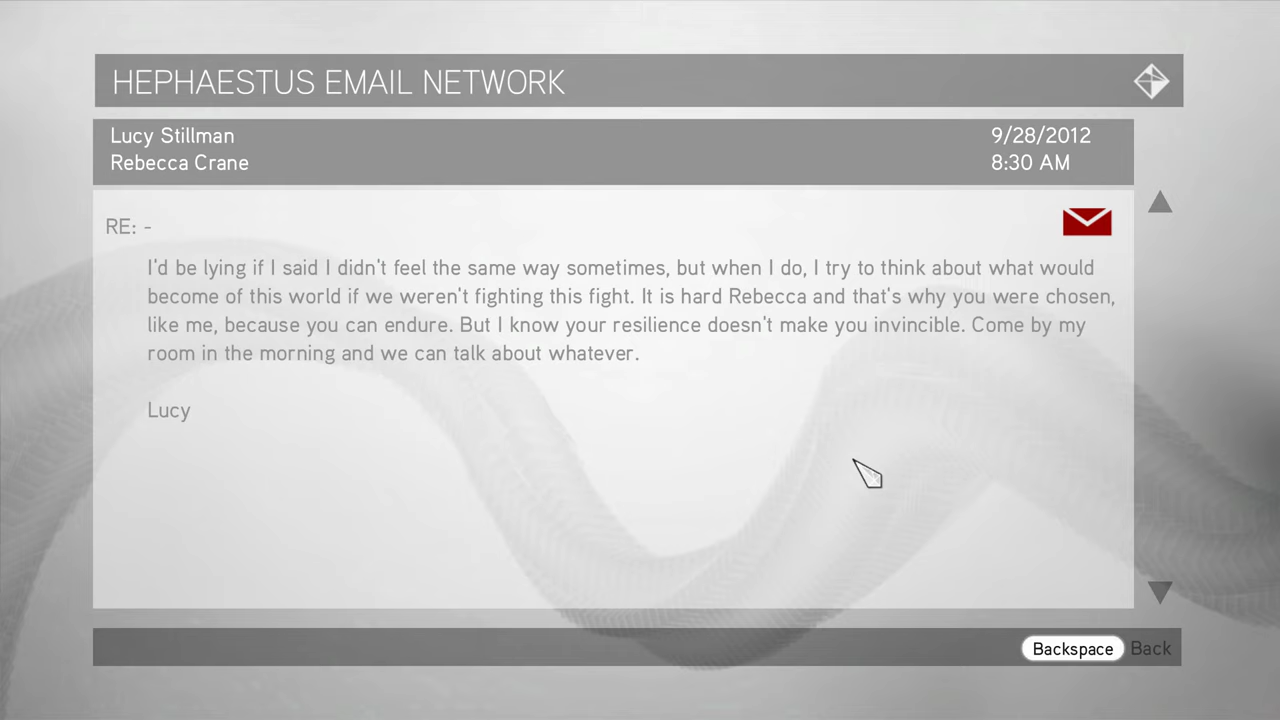 HEPHAESTUS EMAIL NETWORK
Lucy Stillman
9/28/2012
Rebecca Crane
8:30 AM
RE: -
I'd be lying if I said I didn't feel the same way sometimes, but when I do, I try to think about what would
become of this world if we weren't fighting this fight. It is hard Rebecca and that's why you were chosen,
like me, because you can endure. But I know your resilience doesn't make you invincible. Come by my
room in the morning and we can talk about whatever.
Lucy
Backspace Back